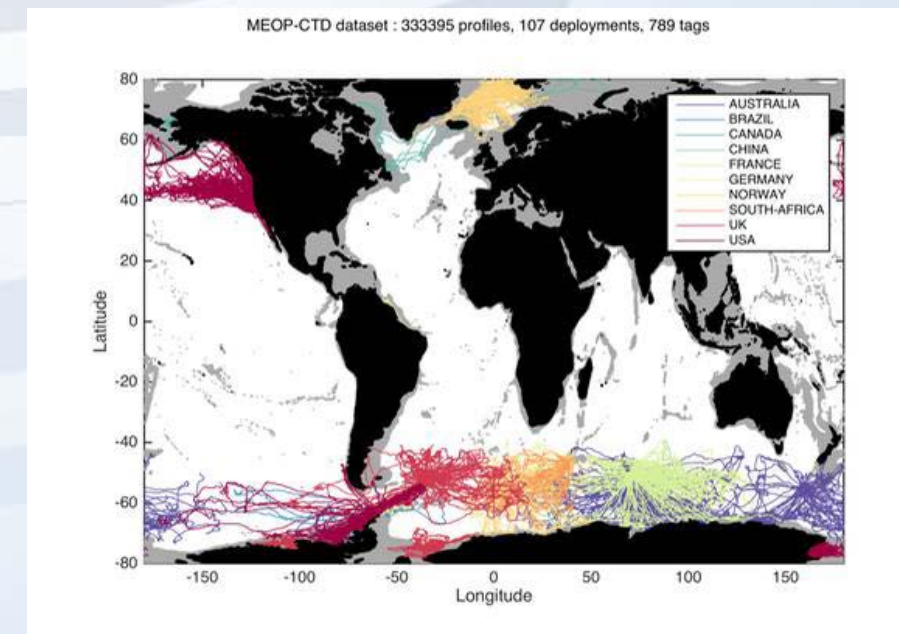 MEOP-CTD dataset : 333395 profiles, 107 deployments, 789 tags
80
60
40
20
0
-20
-40
-60
-80
Latitude
AUSTRALIA
BRAZIL
CANADA
CHINA
FRANCE
GERMANY
NORWAY
SOUTH-AFRICA
UK
USA
-150 -100 -50 0 50 100 150
Longitude